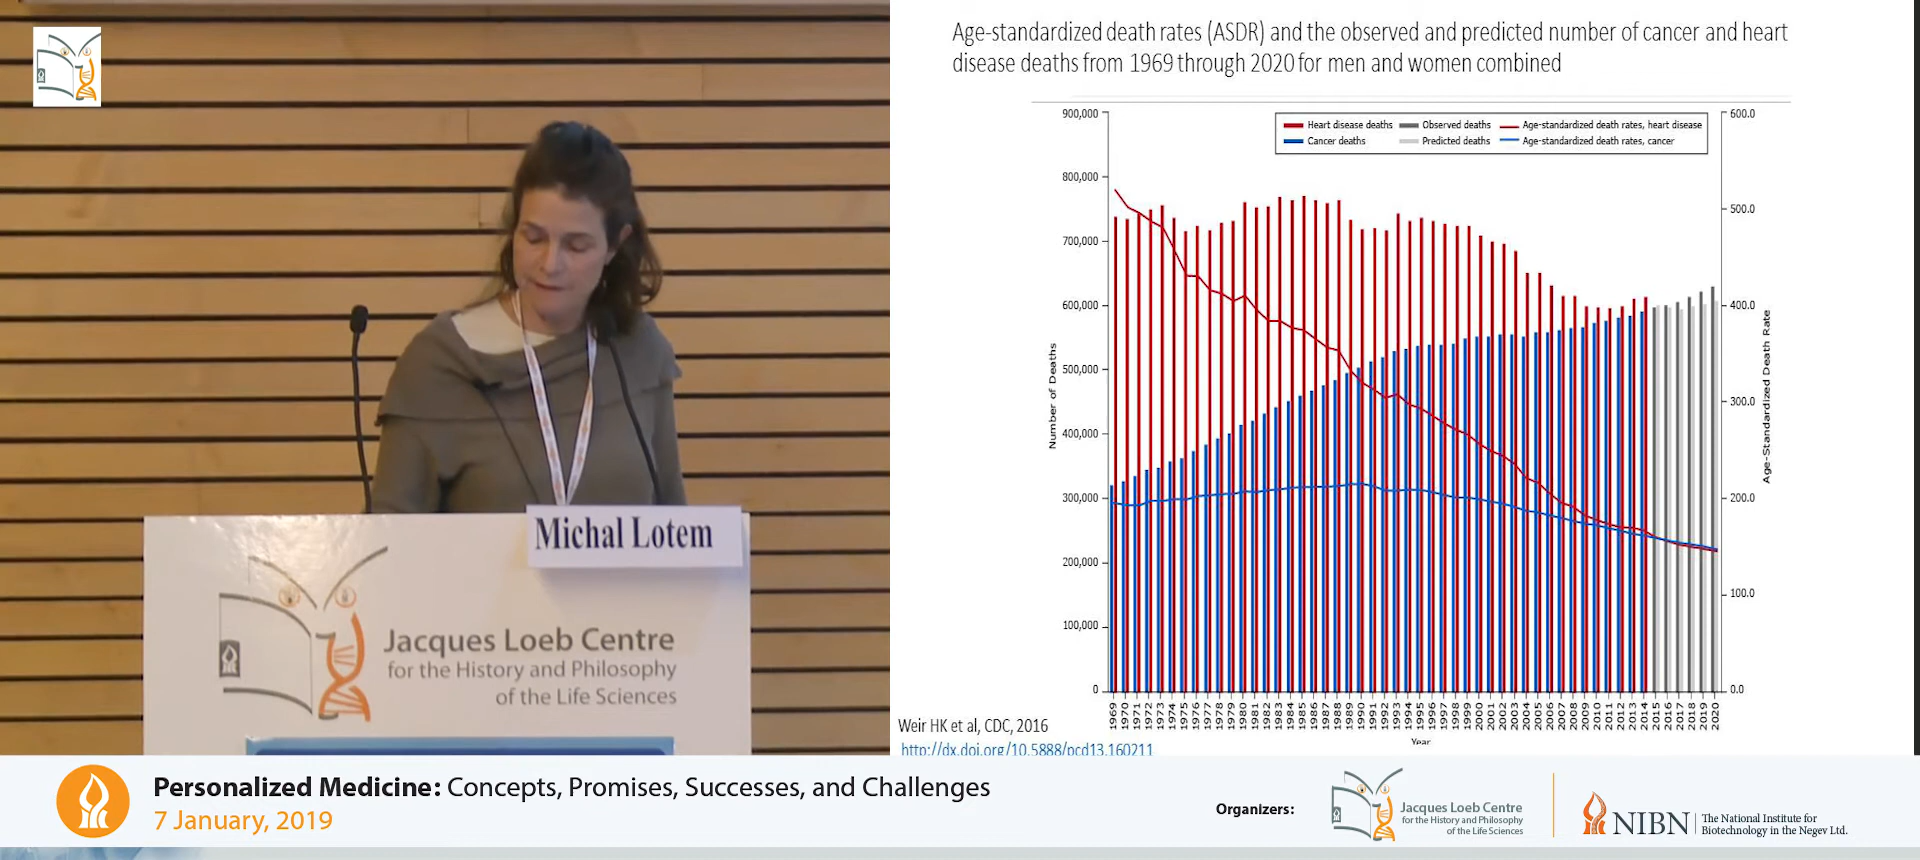 Age-standardized death rates (ASDR) and the observed and predicted number of cancer and heart
disease deaths from 1969 through 2020 for men and women combined
Heart disease deaths
Observed deaths
Age-standardized death rates, heart disease
Cancer deaths
Predicted deaths
Age-standardized death rates, cancer
900,000
800,000
700,000
600,000
500,000
400,000
300,000
200,000
100,000
0
Number of Deaths
600.0
500.0
400.0
300.0
200.0
100.0
0.0
Age-Standardized Death Rate
1969
1970
1971
1972
1973
1974
1975
1976
1977
1978
1979
1980
1981
1982
1983
1984
1985
1986
1987
1988
1989
1990
1991
1992
1993
1994
1995
1996
1997
1998
1999
2000
2001
2002
2003
2004
2005
2006
2007
2008
2009
2010
2011
2012
2013
2014
2015
2016
2017
2018
2019
2020
Year
Weir HK et al, CDC, 2016
http://dx.doi.org/10.5888/pcd13.160211
Michal Lotem
Jacques Loeb Centre
for the History and Philosophy
of the Life Sciences
Personalized Medicine: Concepts, Promises, Successes, and Challenges
7 January, 2019
Organizers:
Jacques Loeb Centre
for the History and Philosophy
of the Life Sciences
NIBN
The National Institute for
Biotechnology in the Negev Ltd.